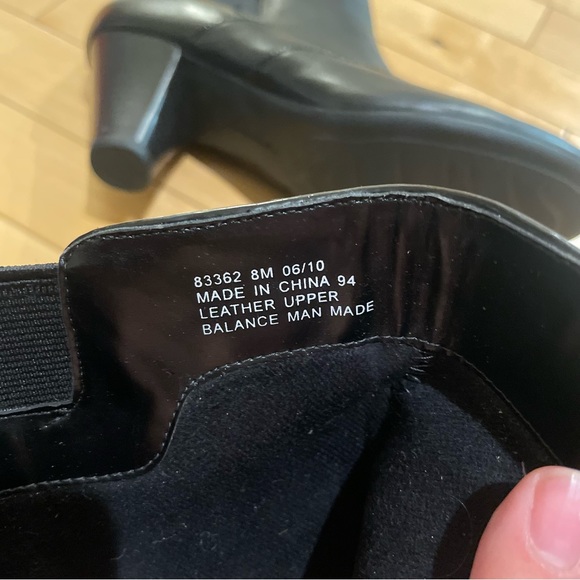 83362 8M 06/10
MADE IN CHINA 94
LEATHER UPPER
BALANCE MAN MADE